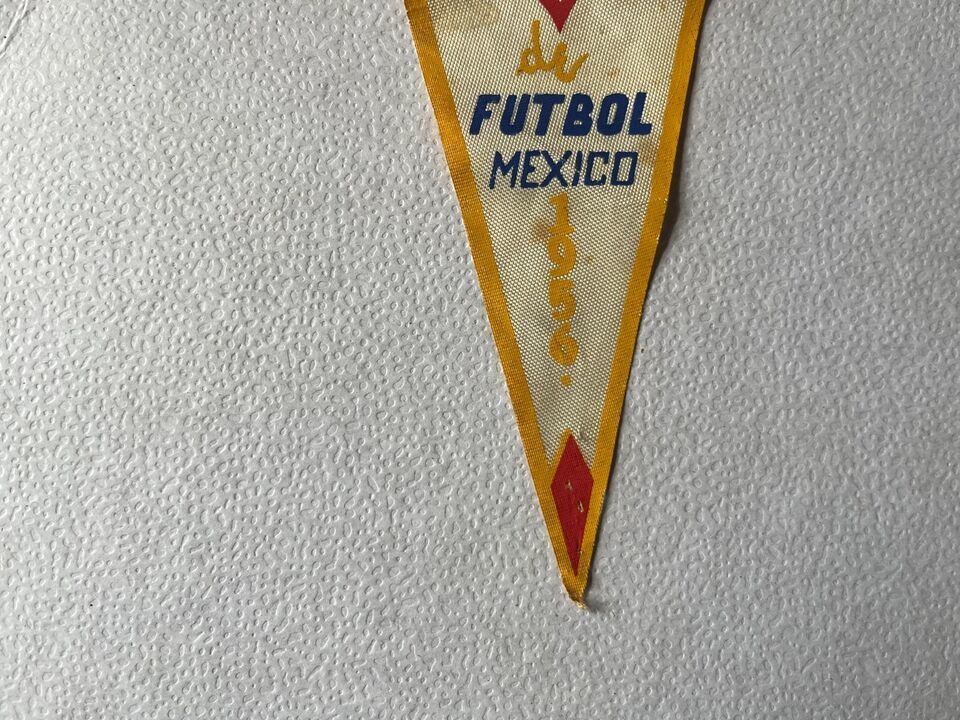 de
FUTBOL
MEXICO
1956.